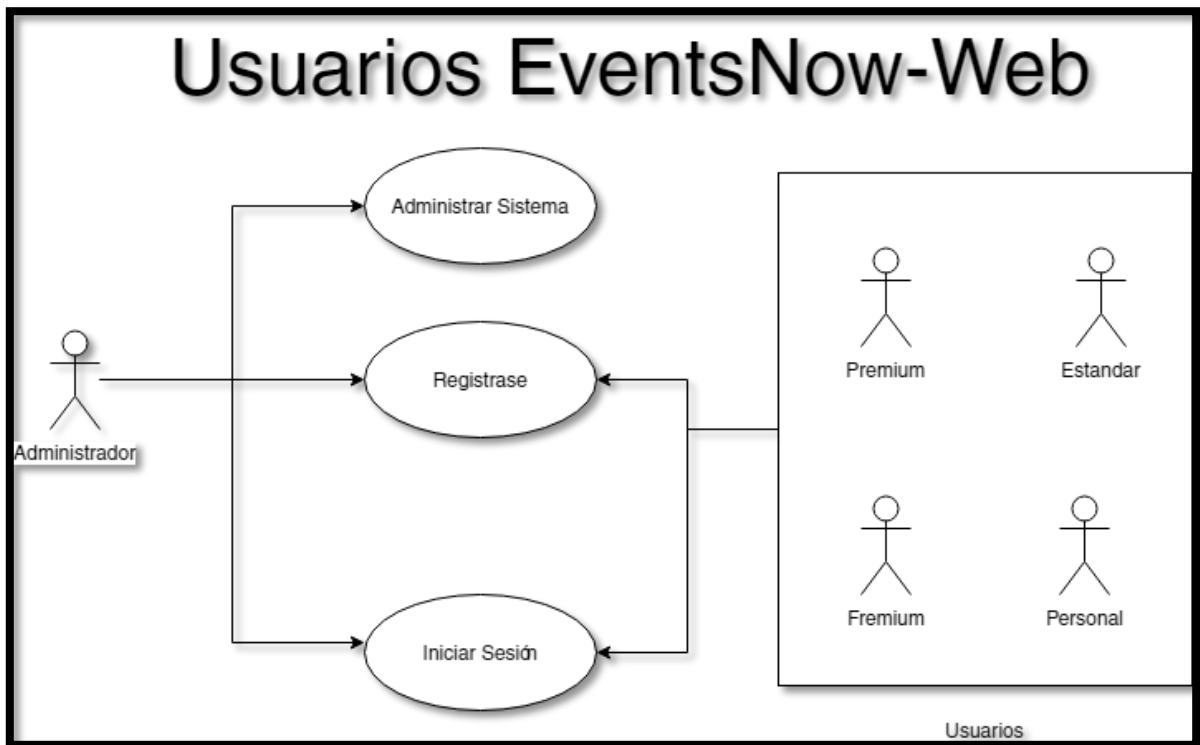 Usuarios EventsNow-Web
Administrar Sistema
Premium
Estandar
Registrase
Administrador
Fremium
Personal
Iniciar Sesión
Usuarios